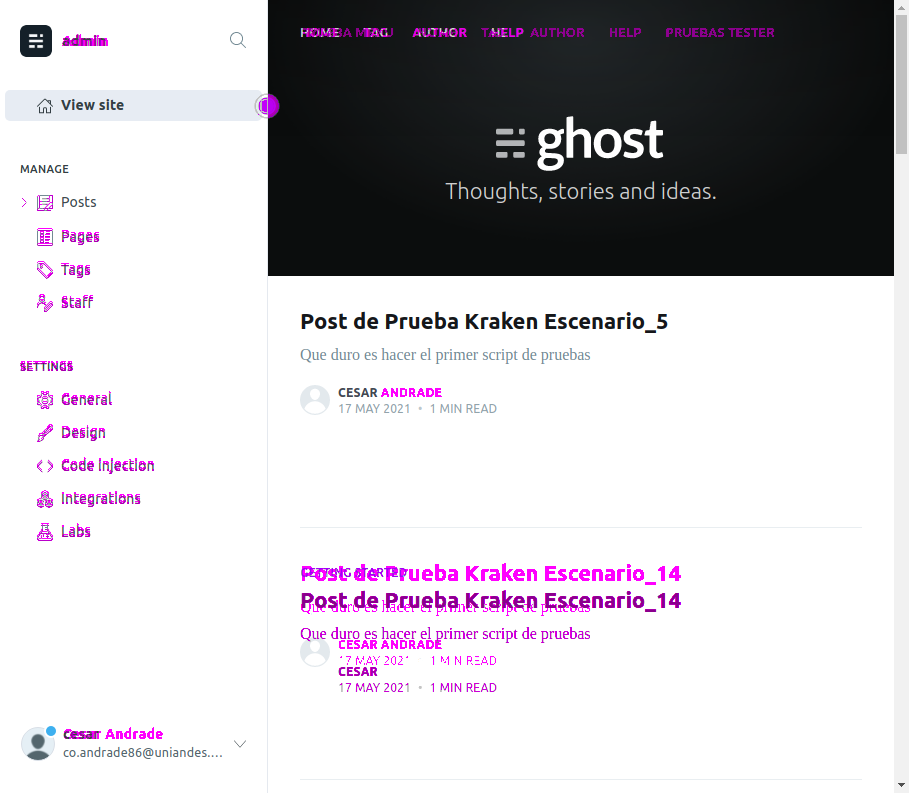 Admin
View site
MANAGE
Posts
Pages
Tags
Staff
SETTINGS
General
Design
Code injection
Integrations
Labs
Cesar Andrade
co.andrade86@uniandes....
HOME TAG AUTHOR HELP
TAG AUTHOR HELP PRUEBAS TESTER
ghost
Thoughts, stories and ideas.
Post de Prueba Kraken Escenario_5
Que duro es hacer el primer script de pruebas
CESAR ANDRADE
17 MAY 2021 • 1 MIN READ
GETTING STARTED
Post de Prueba Kraken Escenario_14
Post de Prueba Kraken Escenario_14
Que duro es hacer el primer script de pruebas
Que duro es hacer el primer script de pruebas
CESAR ANDRADE
17 MAY 2021 1 MIN READ
CESAR
17 MAY 2021 • 1 MIN READ